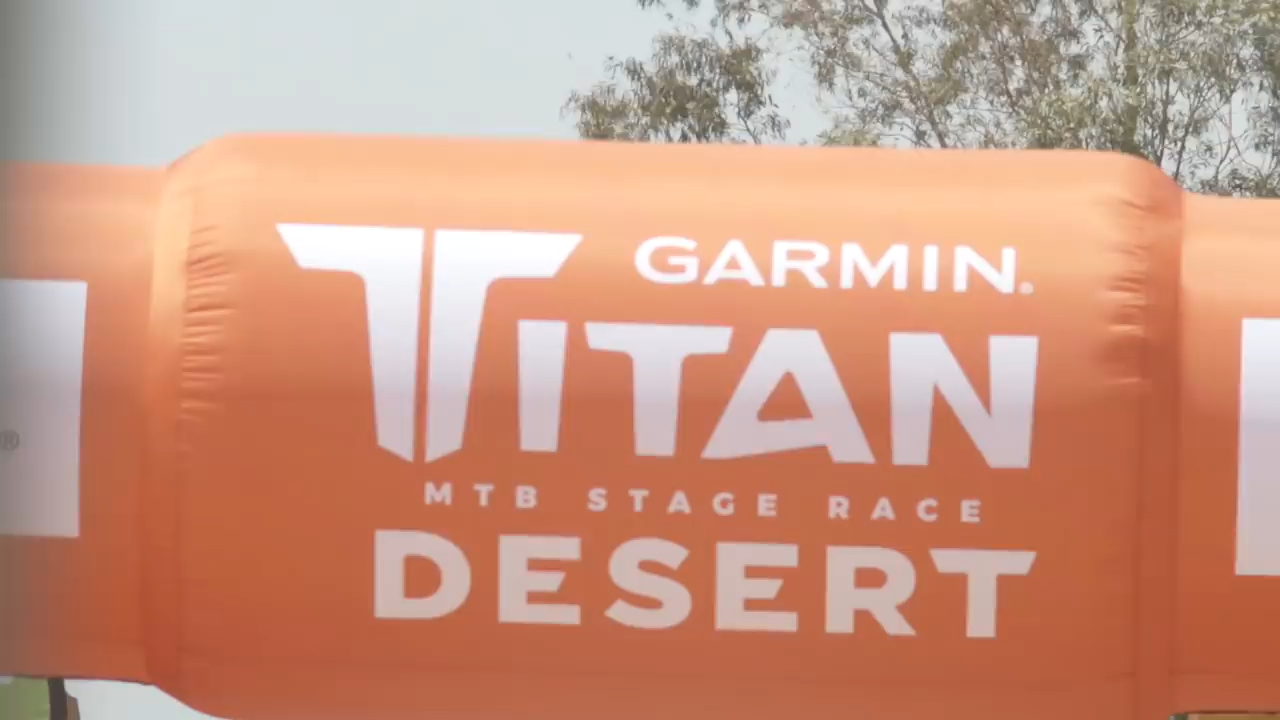 GARMIN.
TITAN
MTB STAGE RACE
DESERT
®